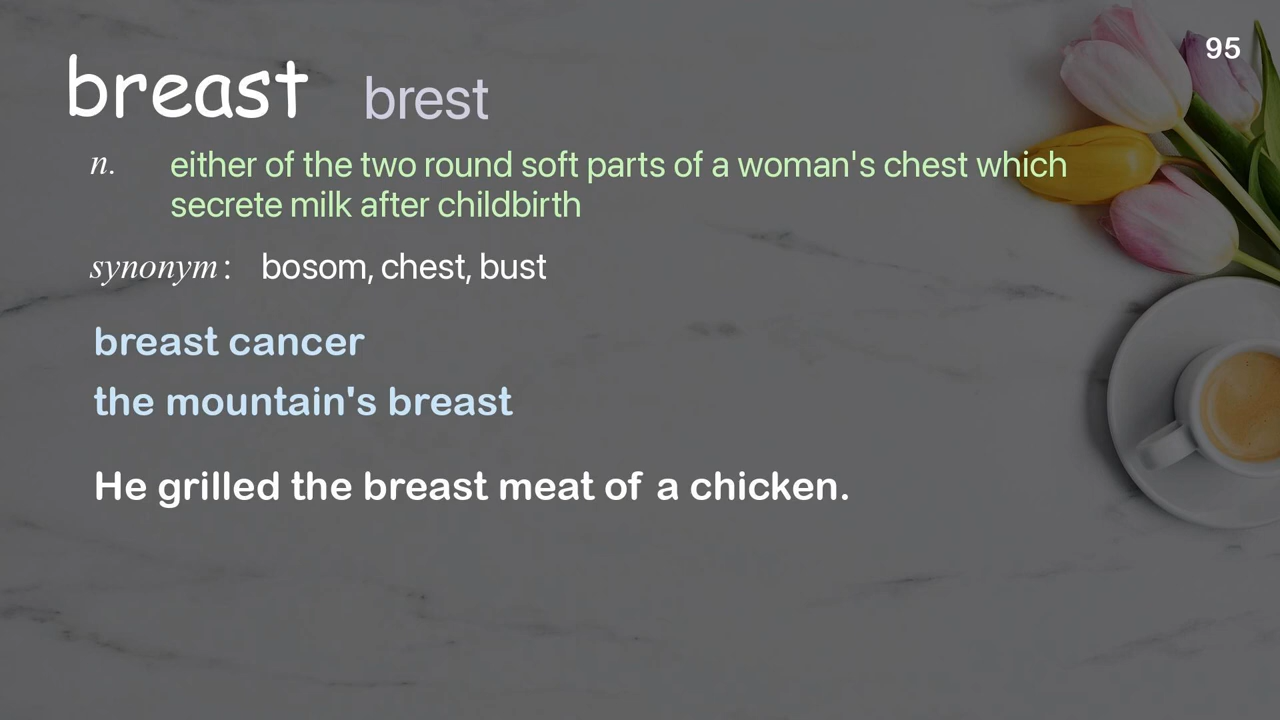 95
breast brest
n. either of the two round soft parts of a woman's chest which
secrete milk after childbirth
synonym: bosom, chest, bust
breast cancer
the mountain's breast
He grilled the breast meat of a chicken.